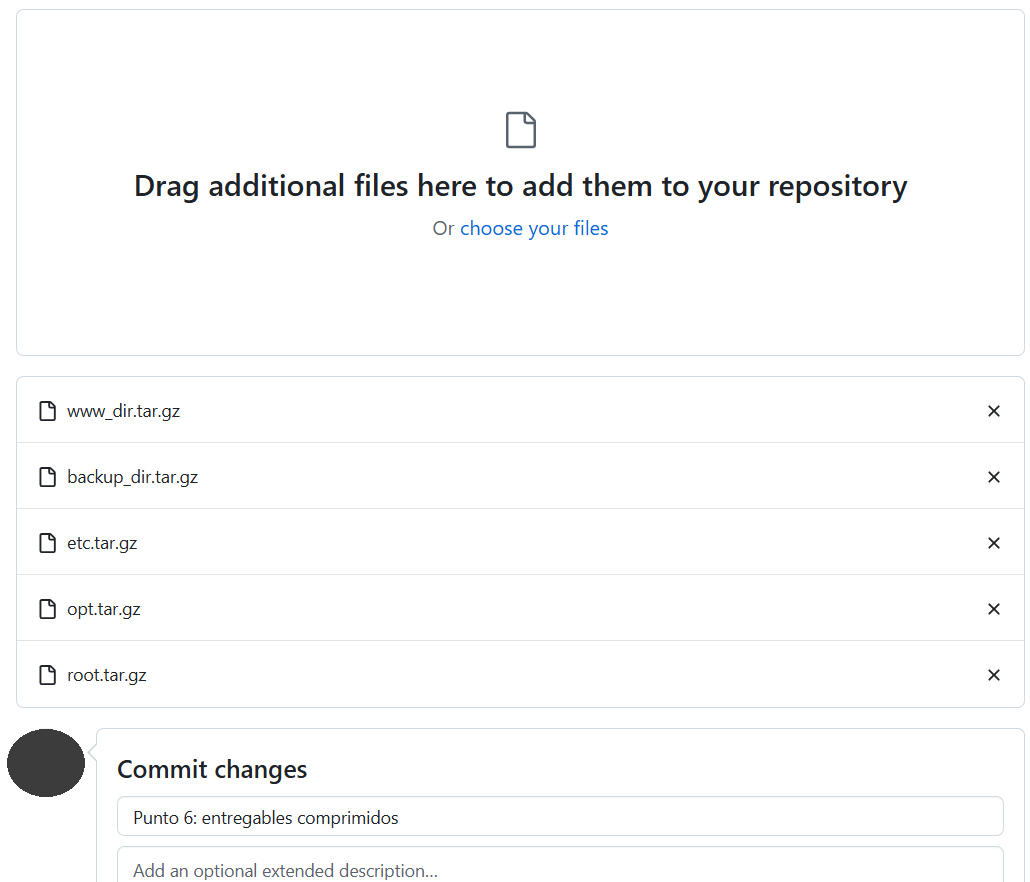 Drag additional files here to add them to your repository
Or choose your files
www_dir.tar.gz
backup_dir.tar.gz
etc.tar.gz
opt.tar.gz
root.tar.gz
Commit changes
Punto 6: entregables comprimidos
Add an optional extended description...